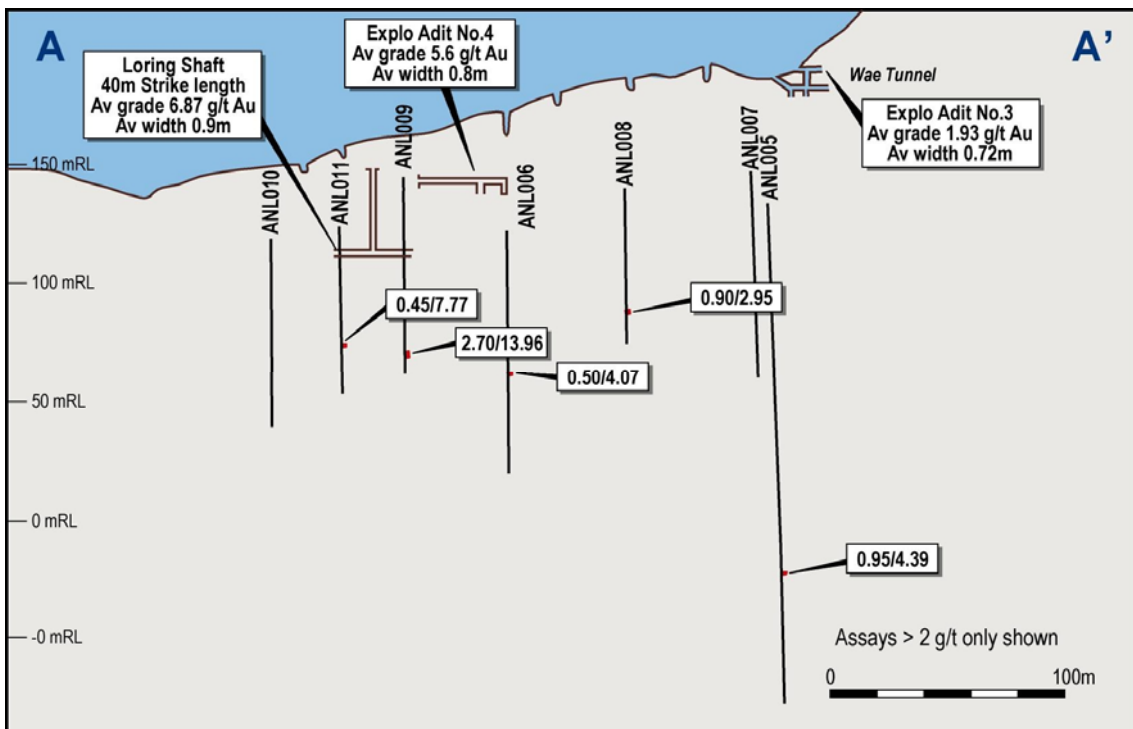 A
A’
Loring Shaft
40m Strike length
Av grade 6.87 g/t Au
Av width 0.9m
Explo Adit No.4
Av grade 5.6 g/t Au
Av width 0.8m
Wae Tunnel
Explo Adit No.3
Av grade 1.93 g/t Au
Av width 0.72m
150 mRL
ANL010
ANL011
ANL009
ANL006
ANL008
ANL007
ANL005
100 mRL
0.45/7.77
2.70/13.96
0.50/4.07
0.90/2.95
50 mRL
0 mRL
0.95/4.39
-0 mRL
Assays > 2 g/t only shown
0
100m